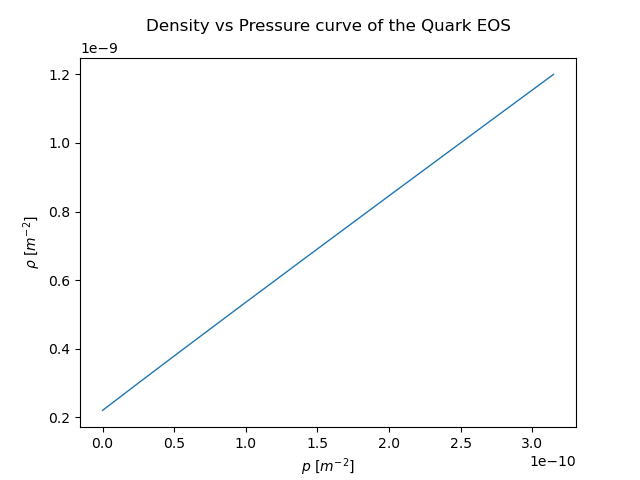 Density vs Pressure curve of the Quark EOS
1e−9
1.2
1.0
0.8
0.6
0.4
0.2
ρ [m⁻²]
0.0 0.5 1.0 1.5 2.0 2.5 3.0
1e−10
p [m⁻²]